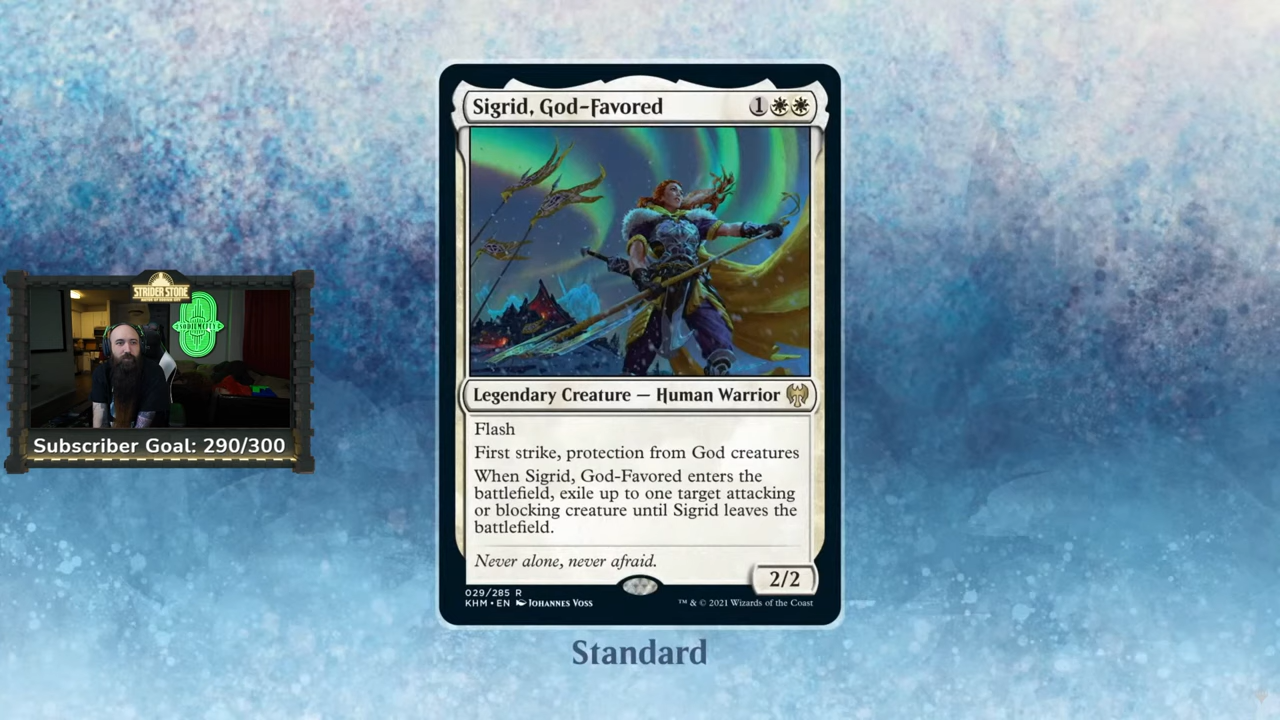 Sigrid, God-Favored
1
STRIDER STONE
Subscriber Goal: 290/300
Legendary Creature — Human Warrior
Flash
First strike, protection from God creatures
When Sigrid, God-Favored enters the
battlefield, exile up to one target attacking
or blocking creature until Sigrid leaves the
battlefield.
Never alone, never afraid.
2/2
029/285 R
KHM • EN Johannes Voss
™ & © 2021 Wizards of the Coast
Standard